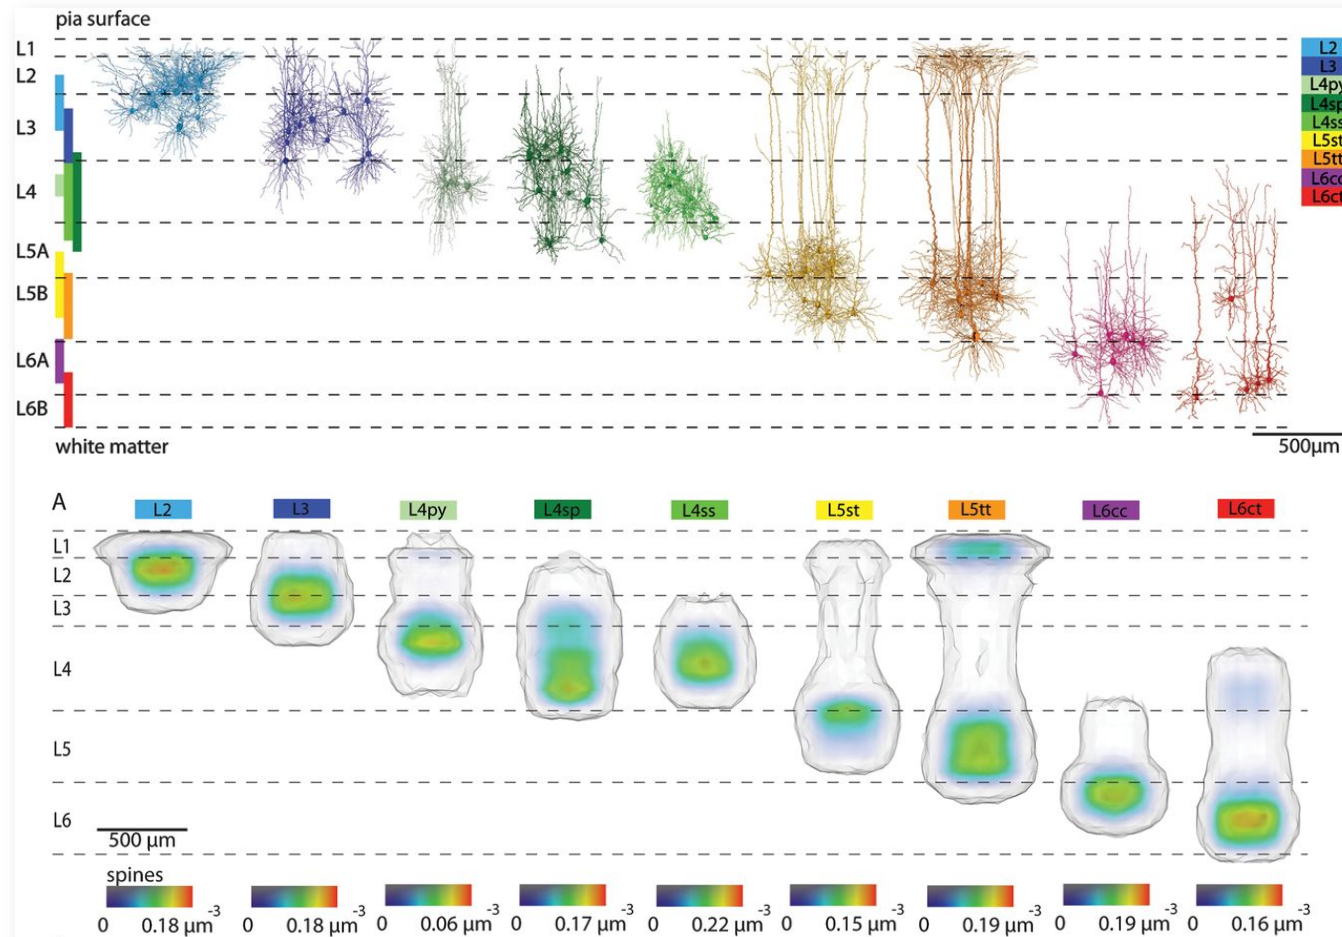 pia surface
L1
L2
L3
L4
L5A
L5B
L6A
L6B
white matter
L2
L3
L4py
L4sp
L4ss
L5st
L5tt
L6cc
L6ct
500μm
A
L2 L3 L4py L4sp L4ss L5st L5tt L6cc L6ct
L1
L2
L3
L4
L5
L6
500 μm
spines
0 0.18 μm-3 0 0.18 μm-3 0 0.06 μm-3 0 0.17 μm-3 0 0.22 μm-3 0 0.15 μm-3 0 0.19 μm-3 0 0.19 μm-3 0 0.16 μm-3